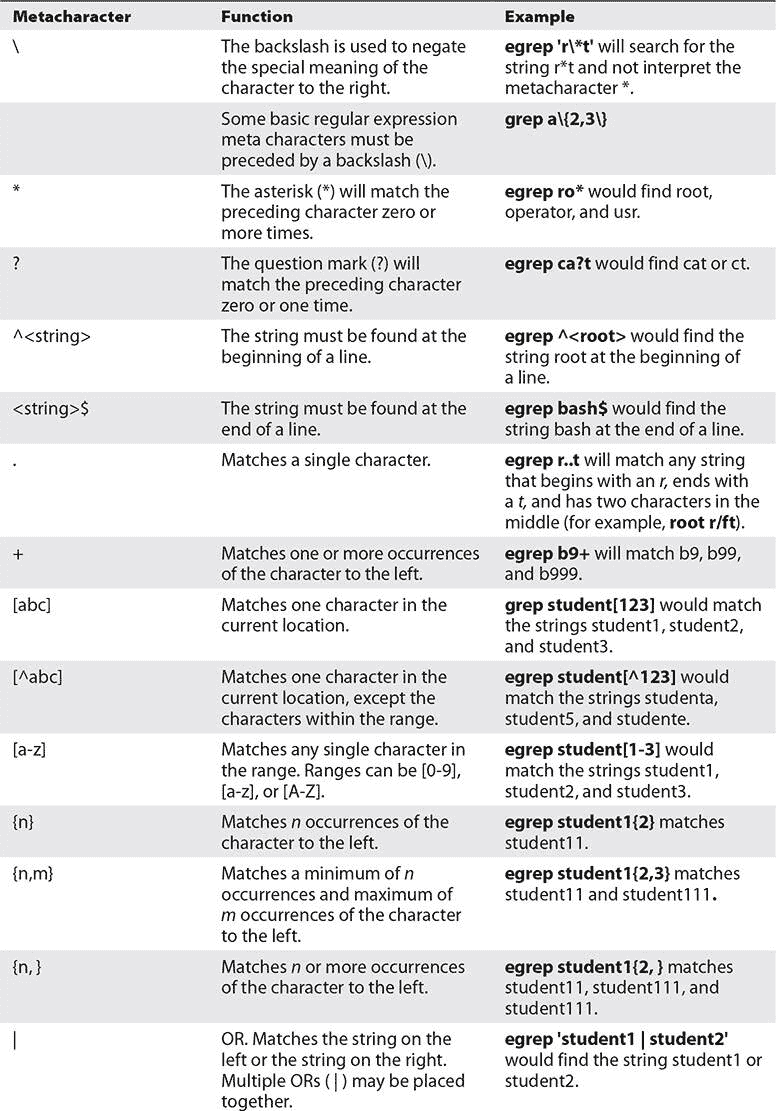 Metacharacter Function Example
\ The backslash is used to negate egrep 'r\*t' will search for the
the special meaning of the string r*t and not interpret the
character to the right. metacharacter *.
Some basic regular expression grep a\{2,3\}
meta characters must be
preceded by a backslash (\).
* The asterisk (*) will match the egrep ro* would find root,
preceding character zero or operator, and usr.
more times.
? The question mark (?) will egrep ca?t would find cat or ct.
match the preceding character
zero or one time.
^<string> The string must be found at the egrep ^<root> would find the
beginning of a line. string root at the beginning of
a line.
<string>$ The string must be found at the egrep bash$ would find the
end of a line. string bash at the end of a line.
. Matches a single character. egrep r..t will match any string
that begins with an r, ends with
a t, and has two characters in the
middle (for example, root r/ft).
+ Matches one or more occurrences egrep b9+ will match b9, b99,
of the character to the left. and b999.
[abc] Matches one character in the grep student[123] would match
current location. the strings student1, student2,
and student3.
[^abc] Matches one character in the egrep student[^123] would
current location, except the match the strings studenta,
characters within the range. student5, and studente.
[a-z] Matches any single character in egrep student[1-3] would
the range. Ranges can be [0-9], match the strings student1,
[a-z], or [A-Z]. student2, and student3.
{n} Matches n occurrences of the egrep student1{2} matches
character to the left. student11.
{n,m} Matches a minimum of n egrep student1{2,3} matches
occurrences and maximum of student11 and student111.
m occurrences of the character
to the left.
{n, } Matches n or more occurrences egrep student1{2, } matches
of the character to the left. student11, student111, and
student111.
| OR. Matches the string on the egrep 'student1 | student2'
left or the string on the right. would find the string student1 or
Multiple ORs ( | ) may be placed student2.
together.